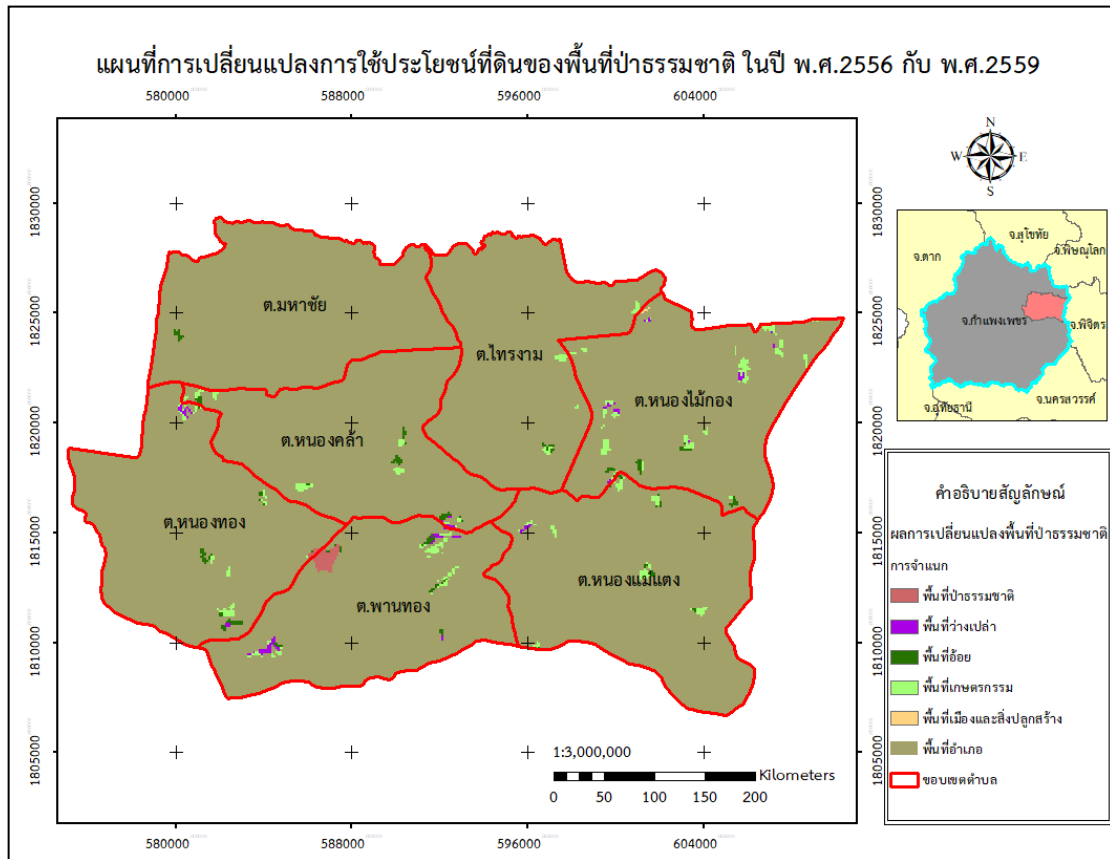 แผนที่การเปลี่ยนแปลงการใช้ประโยชน์ที่ดินของพื้นที่ป่าธรรมชาติ ในปี พ.ศ.2556 กับ พ.ศ.2559
580000 588000 596000 604000
N
W E
S
1830000 1830000
1825000 1825000
1820000 1820000
1815000 1815000
1810000 1810000
1805000 1805000
ต.มหาชัย
ต.ไทรงาม
ต.หนองไม้กอง
ต.หนองคล้า
ต.หนองทอง
ต.พานทอง
ต.หนองแม่แตง
1:3,000,000
Kilometers
0 25 50 100 150 200
580000 588000 596000 604000
จ.สุโขทัย
จ.ตาก
จ.พิษณุโลก
จ.กำแพงเพชร
จ.พิจิตร
จ.นครสวรรค์
จ.อุทัยธานี
คำอธิบายสัญลักษณ์
ผลการเปลี่ยนแปลงพื้นที่ป่าธรรมชาติ
การจำแนก
พื้นที่ป่าธรรมชาติ
พื้นที่ว่างเปล่า
พื้นที่อ้อย
พื้นที่เกษตรกรรม
พื้นที่เมืองและสิ่งปลูกสร้าง
พื้นที่อำเภอ
ขอบเขตตำบล